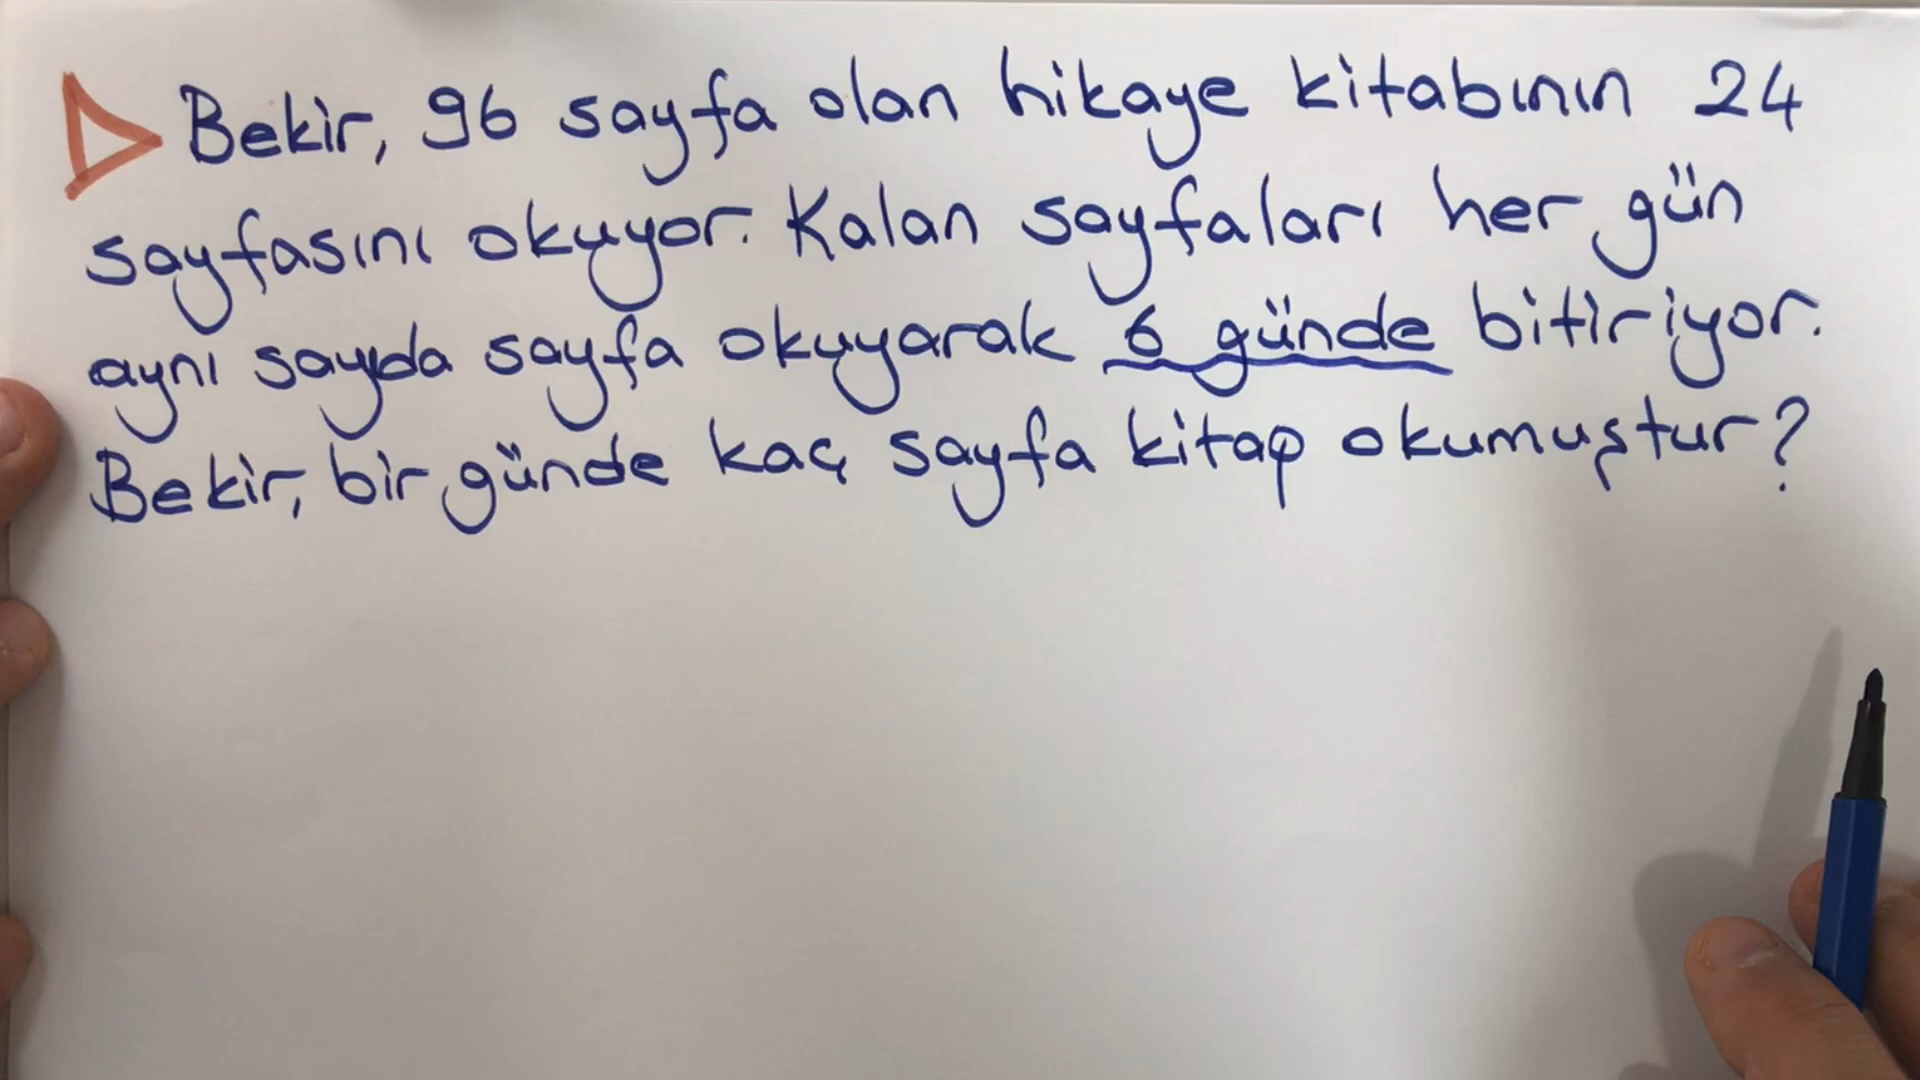 Bekir, 96 sayfa olan hikaye kitabının 24
sayfasını okuyor. Kalan sayfaları her gün
aynı sayıda sayfa okuyarak 6 günde bitiriyor.
Bekir, bir günde kaç sayfa kitap okumuştur?